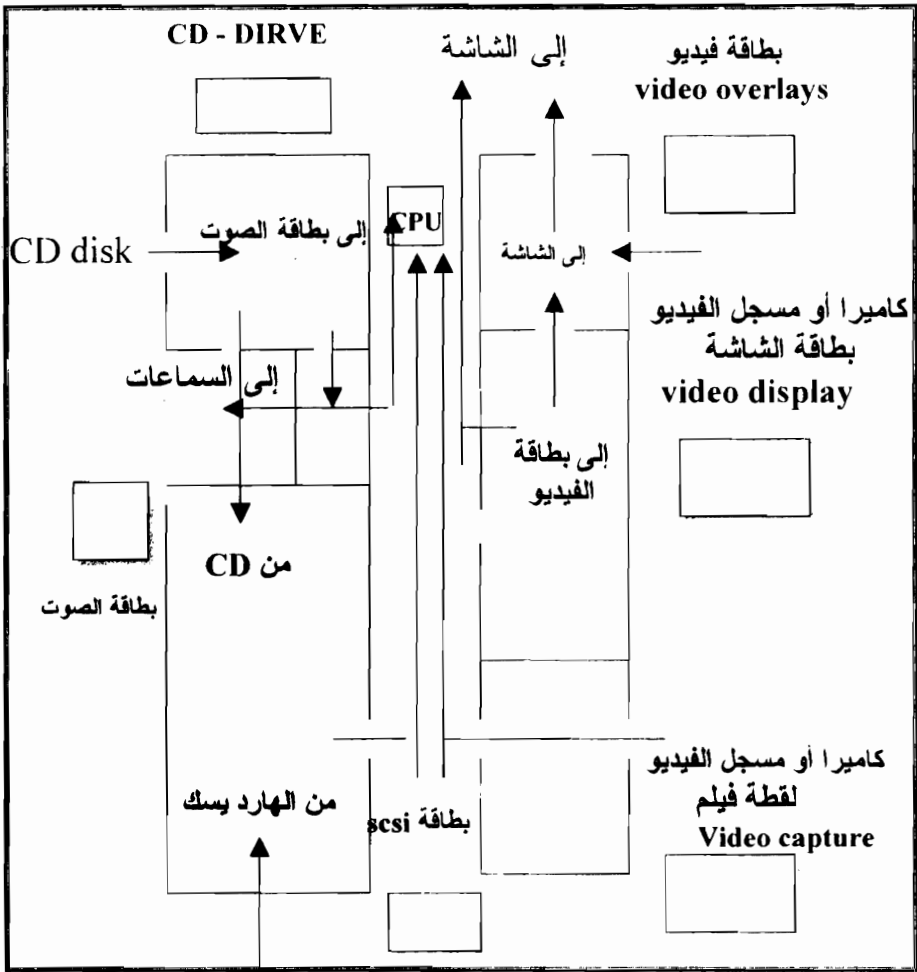 CD - DIRVE
إلى الشاشة
بطاقة فيديو
video overlays
CPU
إلى بطاقة الصوت
CD disk
إلى الشاشة
كاميرا أو مسجل الفيديو
بطاقة الشاشة
video display
إلى السماعات
إلى بطاقة
الفيديو
من CD
بطاقة الصوت
كاميرا أو مسجل الفيديو
لقطة فيلم
Video capture
من الهارد يسك
بطاقة scsi